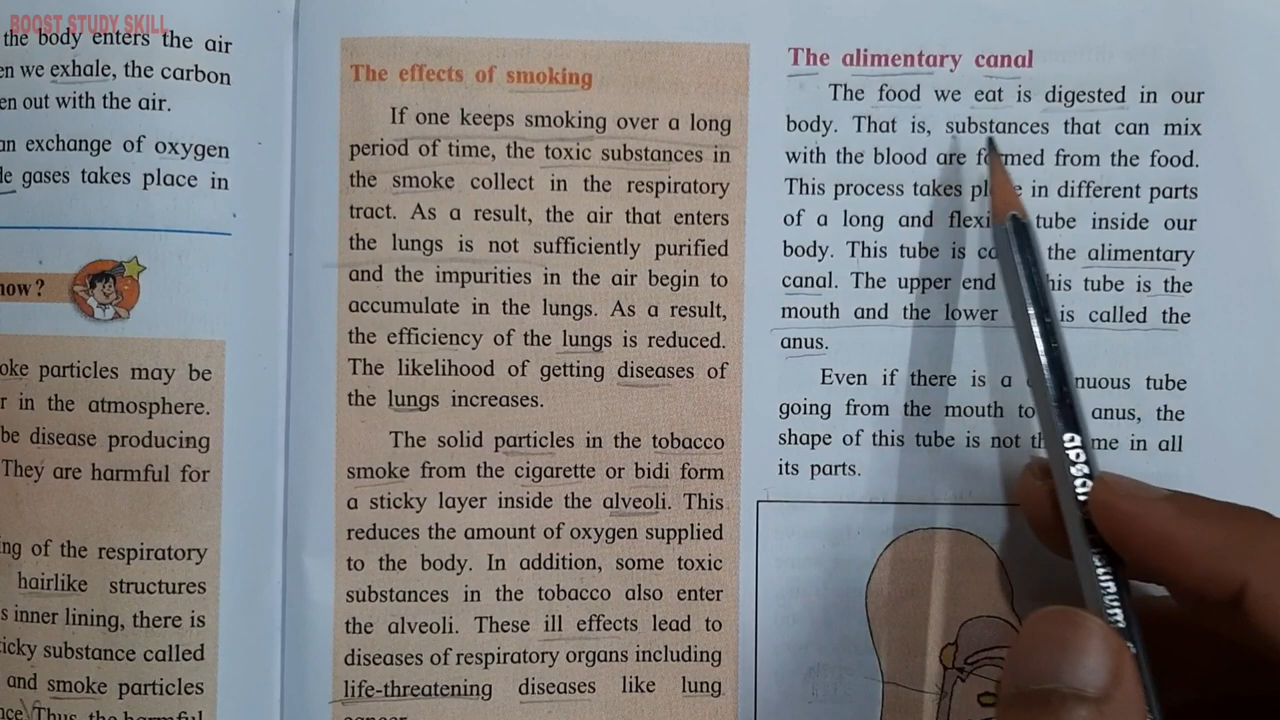 BOOST STUDY SKILL
the body enters the air
we exhale, the carbon
out with the air.
exchange of oxygen
gases takes place in
particles may be
in the atmosphere.
be disease producing
They are harmful for
of the respiratory
hairlike structures
inner lining, there is
substance called
and smoke particles
Thus, the harmful
The effects of smoking
If one keeps smoking over a long
period of time, the toxic substances in
the smoke collect in the respiratory
tract. As a result, the air that enters
the lungs is not sufficiently purified
and the impurities in the air begin to
accumulate in the lungs. As a result,
the efficiency of the lungs is reduced.
The likelihood of getting diseases of
the lungs increases.
The solid particles in the tobacco
smoke from the cigarette or bidi form
a sticky layer inside the alveoli. This
reduces the amount of oxygen supplied
to the body. In addition, some toxic
substances in the tobacco also enter
the alveoli. These ill effects lead to
diseases of respiratory organs including
life-threatening diseases like lung
The alimentary canal
The food we eat is digested in our
body. That is, substances that can mix
with the blood are formed from the food.
This process takes in different parts
of a long and tube inside our
body. This tube is the alimentary
canal. The upper end this tube is the
mouth and the lower is called the
anus.
Even if there is a tube
going from the mouth to anus, the
shape of this tube is not in all
its parts.
apsara